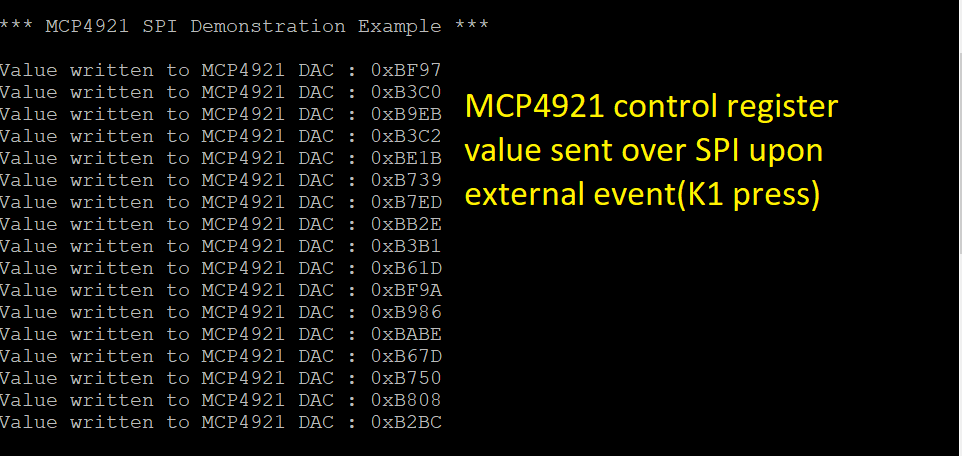 *** MCP4921 SPI Demonstration Example ***
Value written to MCP4921 DAC : 0xBF97
Value written to MCP4921 DAC : 0xB3C0
Value written to MCP4921 DAC : 0xB9EB
Value written to MCP4921 DAC : 0xB3C2
Value written to MCP4921 DAC : 0xBE1B
Value written to MCP4921 DAC : 0xB739
Value written to MCP4921 DAC : 0xB7ED
Value written to MCP4921 DAC : 0xBB2E
Value written to MCP4921 DAC : 0xB3B1
Value written to MCP4921 DAC : 0xB61D
Value written to MCP4921 DAC : 0xBF9A
Value written to MCP4921 DAC : 0xB986
Value written to MCP4921 DAC : 0xBABE
Value written to MCP4921 DAC : 0xB67D
Value written to MCP4921 DAC : 0xB750
Value written to MCP4921 DAC : 0xB808
Value written to MCP4921 DAC : 0xB2BC
MCP4921 control register
value sent over SPI upon
external event(K1 press)